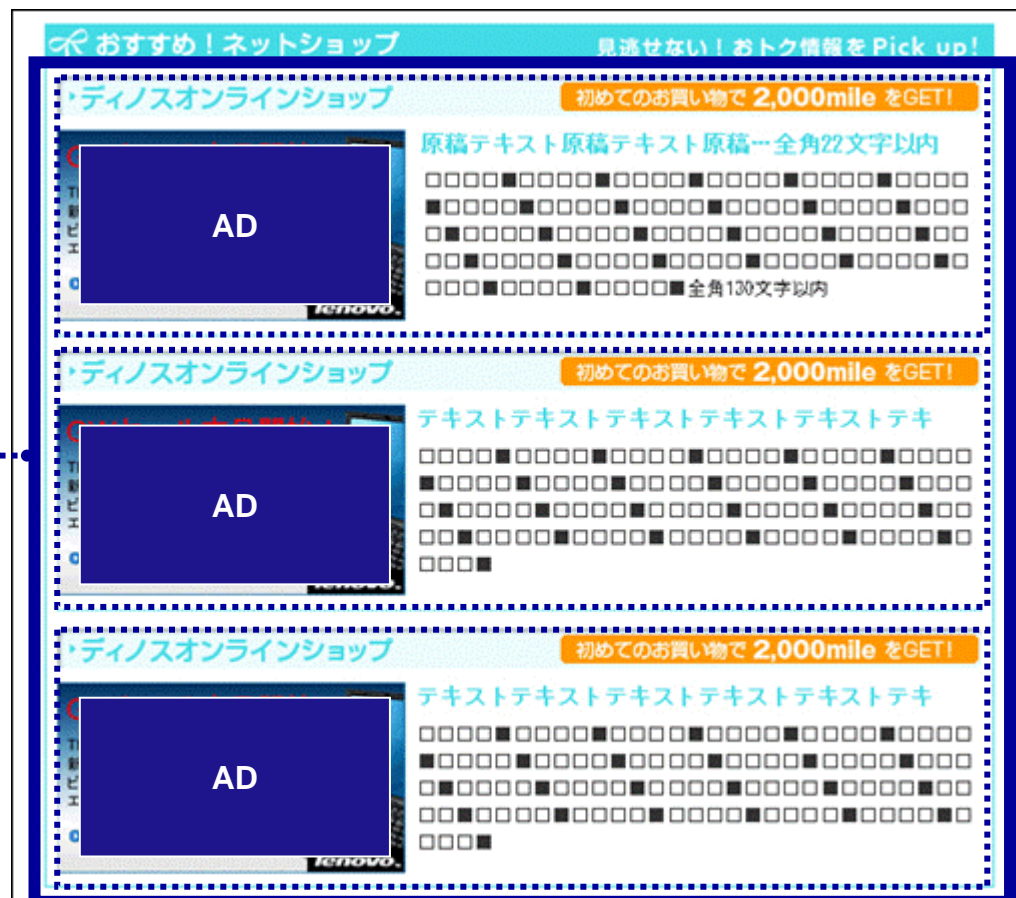 おすすめ！ネットショップ
見逃せない！おトク情報を Pick up!
ディノスオンラインショップ
初めてのお買い物で 2,000mile をGET!
AD
lenovo.
原稿テキスト原稿テキスト原稿…全角22文字以内
□□□□■□□□□■□□□□■□□□□■□□□□■□□□□
■□□□□■□□□□■□□□□■□□□□■□□□□■□□□
□■□□□□■□□□□■□□□□■□□□□■□□□□■□□
□□■□□□□■□□□□■□□□□■□□□□■□□□□■□
□□□■□□□□■□□□□■全角130文字以内
ディノスオンラインショップ
初めてのお買い物で 2,000mile をGET!
AD
lenovo.
テキストテキストテキストテキストテキストテキ
□□□□■□□□□■□□□□■□□□□■□□□□■□□□□
■□□□□■□□□□■□□□□■□□□□■□□□□■□□□
□■□□□□■□□□□■□□□□■□□□□■□□□□■□□
□□■□□□□■□□□□■□□□□■□□□□■□□□□■□
□□□■
ディノスオンラインショップ
初めてのお買い物で 2,000mile をGET!
AD
lenovo.
テキストテキストテキストテキストテキストテキ
□□□□■□□□□■□□□□■□□□□■□□□□■□□□□
■□□□□■□□□□■□□□□■□□□□■□□□□■□□□
□■□□□□■□□□□■□□□□■□□□□■□□□□■□□
□□■□□□□■□□□□■□□□□■□□□□■□□□□■□
□□□■